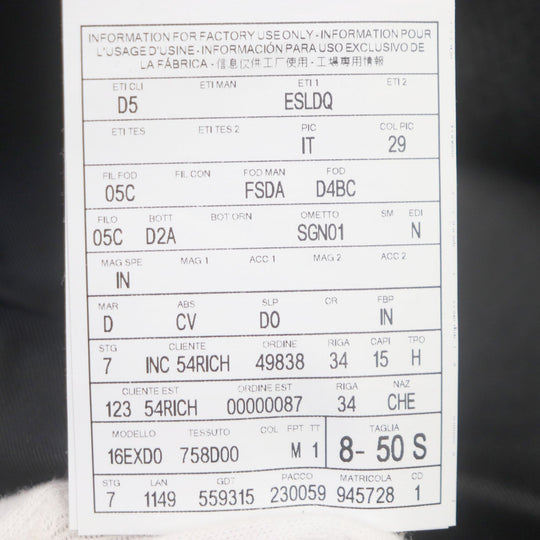 INFORMATION FOR FACTORY USE ONLY - INFORMATION POUR
L'USAGE D'USINE - INFORMACIÓN PARA USO EXCLUSIVO DE
LA FÁBRICA - 信息仅供工厂使用 - 工場専用情報
ETI CLI ETI MAN ETI 1 ETI 2
D5 ESLDQ
ETI TES ETI TES 2 PIC COL PIC
IT 29
FIL FOD FIL CON FOD MAN FOD
05C FSDA D4BC
FILO BOTT BOT ORN OMETTO SM EDI
05C D2A SGN01 N
MAG SPE MAG 1 ACC 1 MAG 2 ACC 2
IN
MAR ABS SLP CR FBP
D CV DO IN
STG CLIENTE ORDINE RIGA CAPI TPO
7 INC 54RICH 49838 34 15 H
CLIENTE EST ORDINE EST RIGA NAZ
123 54RICH 00000087 34 CHE
MODELLO TESSUTO COL FPT TT TAGLIA
16EXD0 758D00 M 1 8- 50 S
STG LAN GDT PACCO MATRICOLA CD
7 1149 559315 230059 945728 1